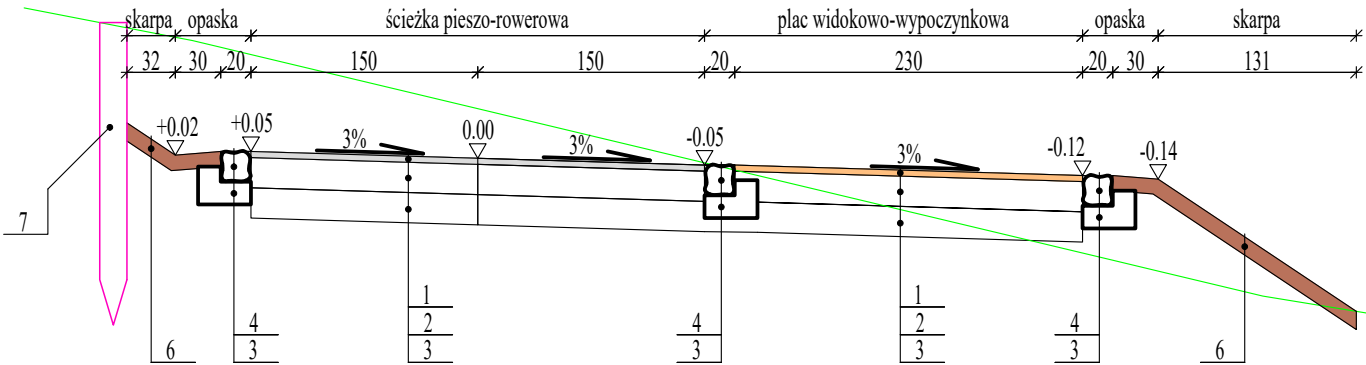 skarpa opaska ścieżka pieszo-rowerowa plac widokowo-wypoczynkowa opaska skarpa
32 30 20 150 150 20 230 20 30 131
+0.02 +0.05 3% 0.00 3% -0.05 3% -0.12 -0.14
7
1 1
4 2 4 2 4
6 3 3 3 3 3 6